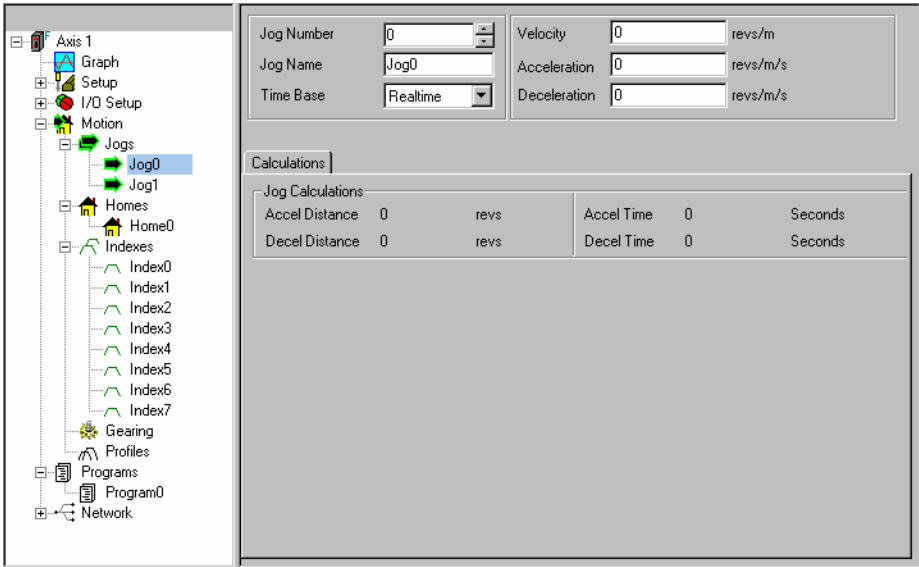 Axis 1
Graph
Setup
I/O Setup
Motion
Jogs
Jog0
Jog1
Homes
Home0
Indexes
Index0
Index1
Index2
Index3
Index4
Index5
Index6
Index7
Gearing
Profiles
Programs
Program0
Network
Jog Number 0
Jog Name Jog0
Time Base Realtime
Velocity 0 revs/m
Acceleration 0 revs/m/s
Deceleration 0 revs/m/s
Calculations
Jog Calculations
Accel Distance 0 revs Accel Time 0 Seconds
Decel Distance 0 revs Decel Time 0 Seconds